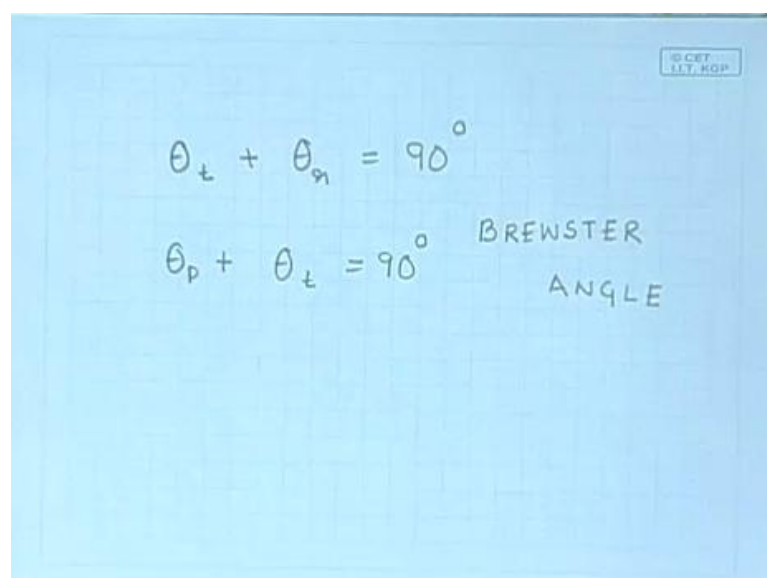 © CET
I.I.T. KGP
θt + θr = 90°
θp + θt = 90° BREWSTER
ANGLE